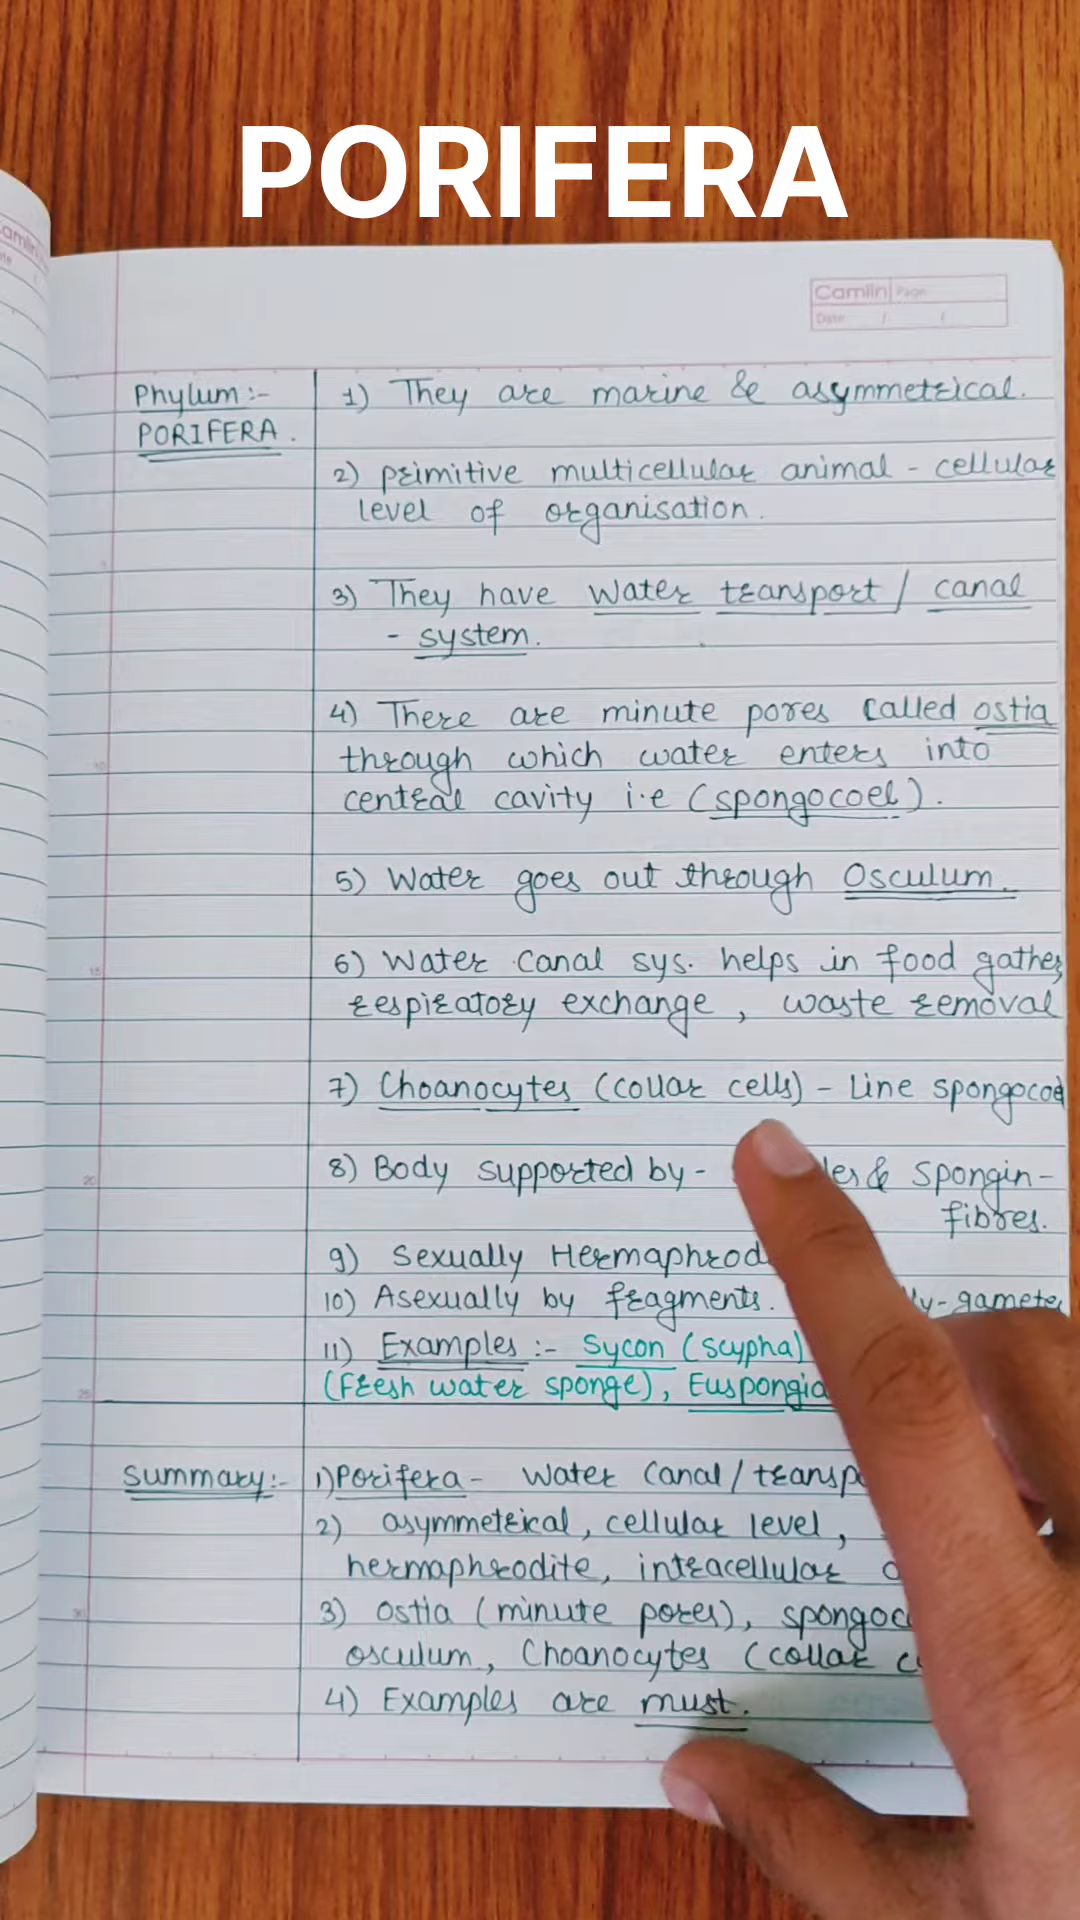 PORIFERA
Camlin Page
Date / /
Phylum :-
PORIFERA.
1) They are marine & asymmetrical.
2) primitive multicellular animal - cellular
level of organisation.
3) They have water transport / canal
- system.
4) There are minute pores called ostia
through which water enters into
central cavity i.e (spongocoel).
5) Water goes out through Osculum.
6) Water canal sys. helps in food gather
respiratory exchange, waste removal
7) Choanocytes (collar cells) - Line
8) Body supported by - & Spongin-
fibres.
9) Sexually
10) Asexually by fragments. gamete
11) Examples :- Sycon (scypha)
(Fresh water sponge), Euspongia
Summary:- 1) Porifera - Water canal /
2) asymmetrical, cellular level,
hermaphrodite, intracellular
3) Ostia (minute pores),
osculum, Choanocytes (collar
4) Examples are must.